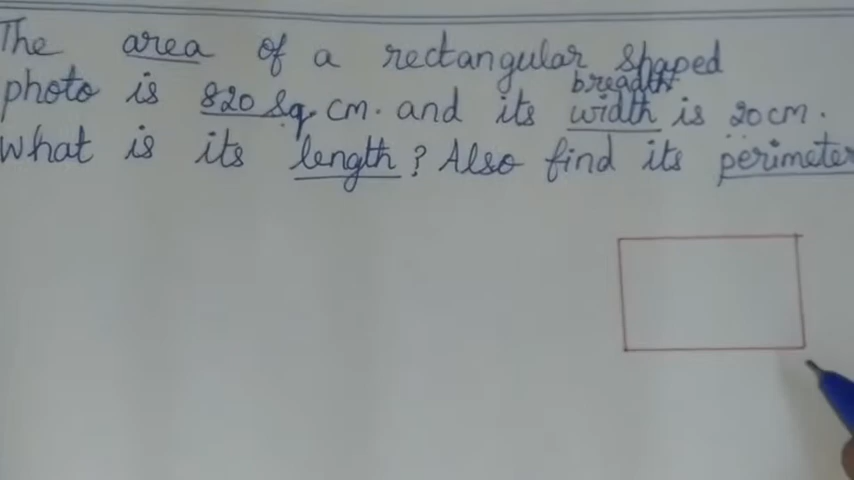 The area of a rectangular shaped
breadth
photo is 820 Sq cm. and its width is 20cm.
What is its length? Also find its perimeter